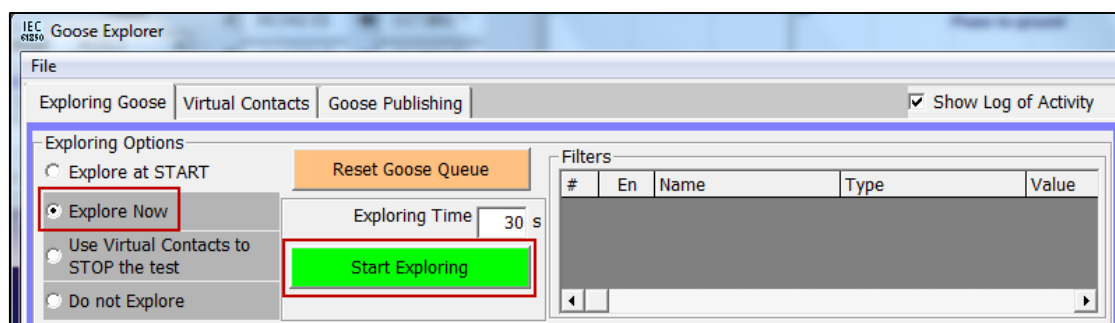 IEC 61850 Goose Explorer
File
Exploring Goose Virtual Contacts Goose Publishing Show Log of Activity
Exploring Options
Explore at START
Explore Now
Use Virtual Contacts to
STOP the test
Do not Explore
Reset Goose Queue
Exploring Time 30 s
Start Exploring
Filters
# En Name Type Value